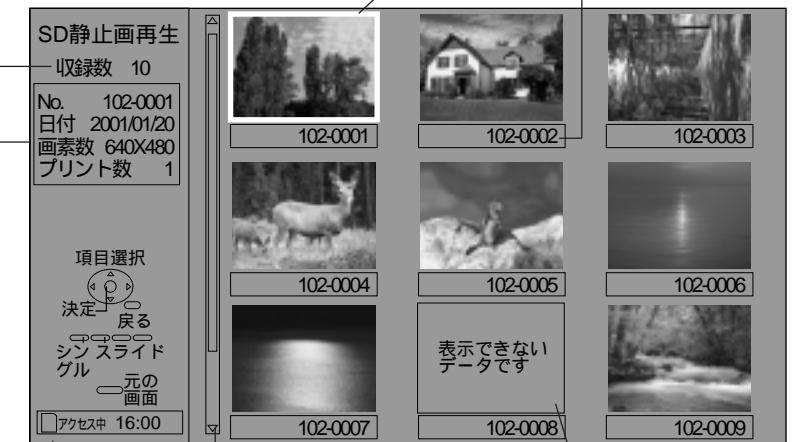 SD静止画再生
収録数 10
No. 102-0001
日付 2001/01/20
画素数 640X480
プリント数 1
項目選択
決定
戻る
シングル
スライド
元の画面
アクセス中 16:00
102-0001
102-0002
102-0003
102-0004
102-0005
102-0006
表示できない
データです
102-0007
102-0008
102-0009